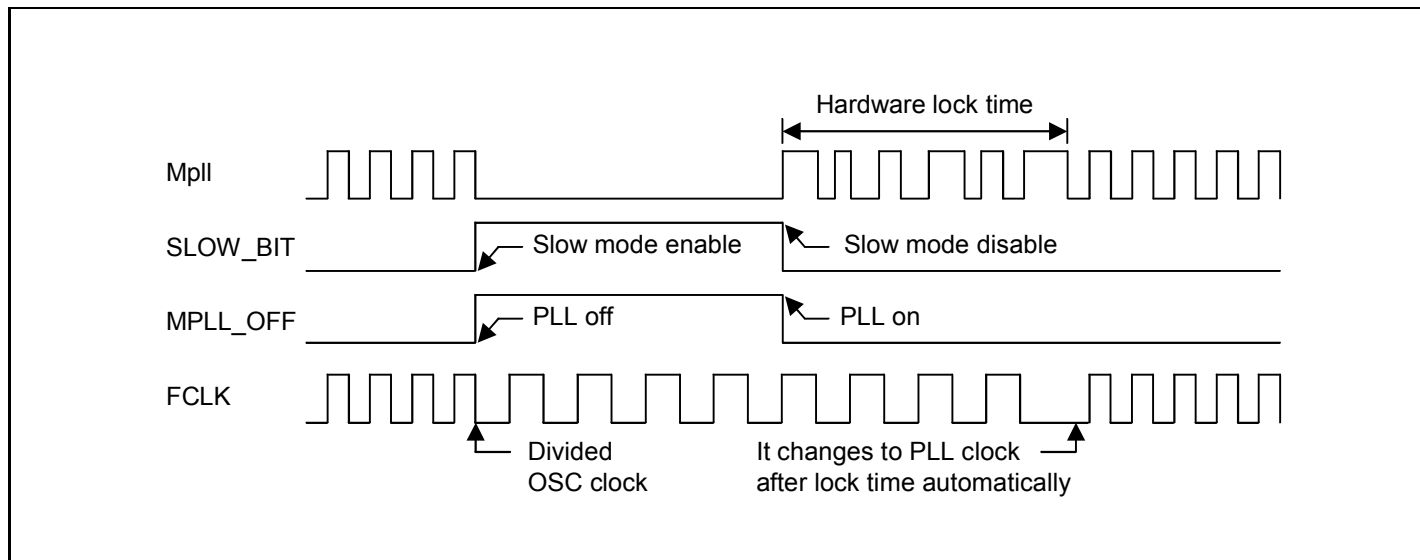 Hardware lock time
Mpll
SLOW_BIT
Slow mode enable
Slow mode disable
MPLL_OFF
PLL off
PLL on
FCLK
Divided
OSC clock
It changes to PLL clock
after lock time automatically